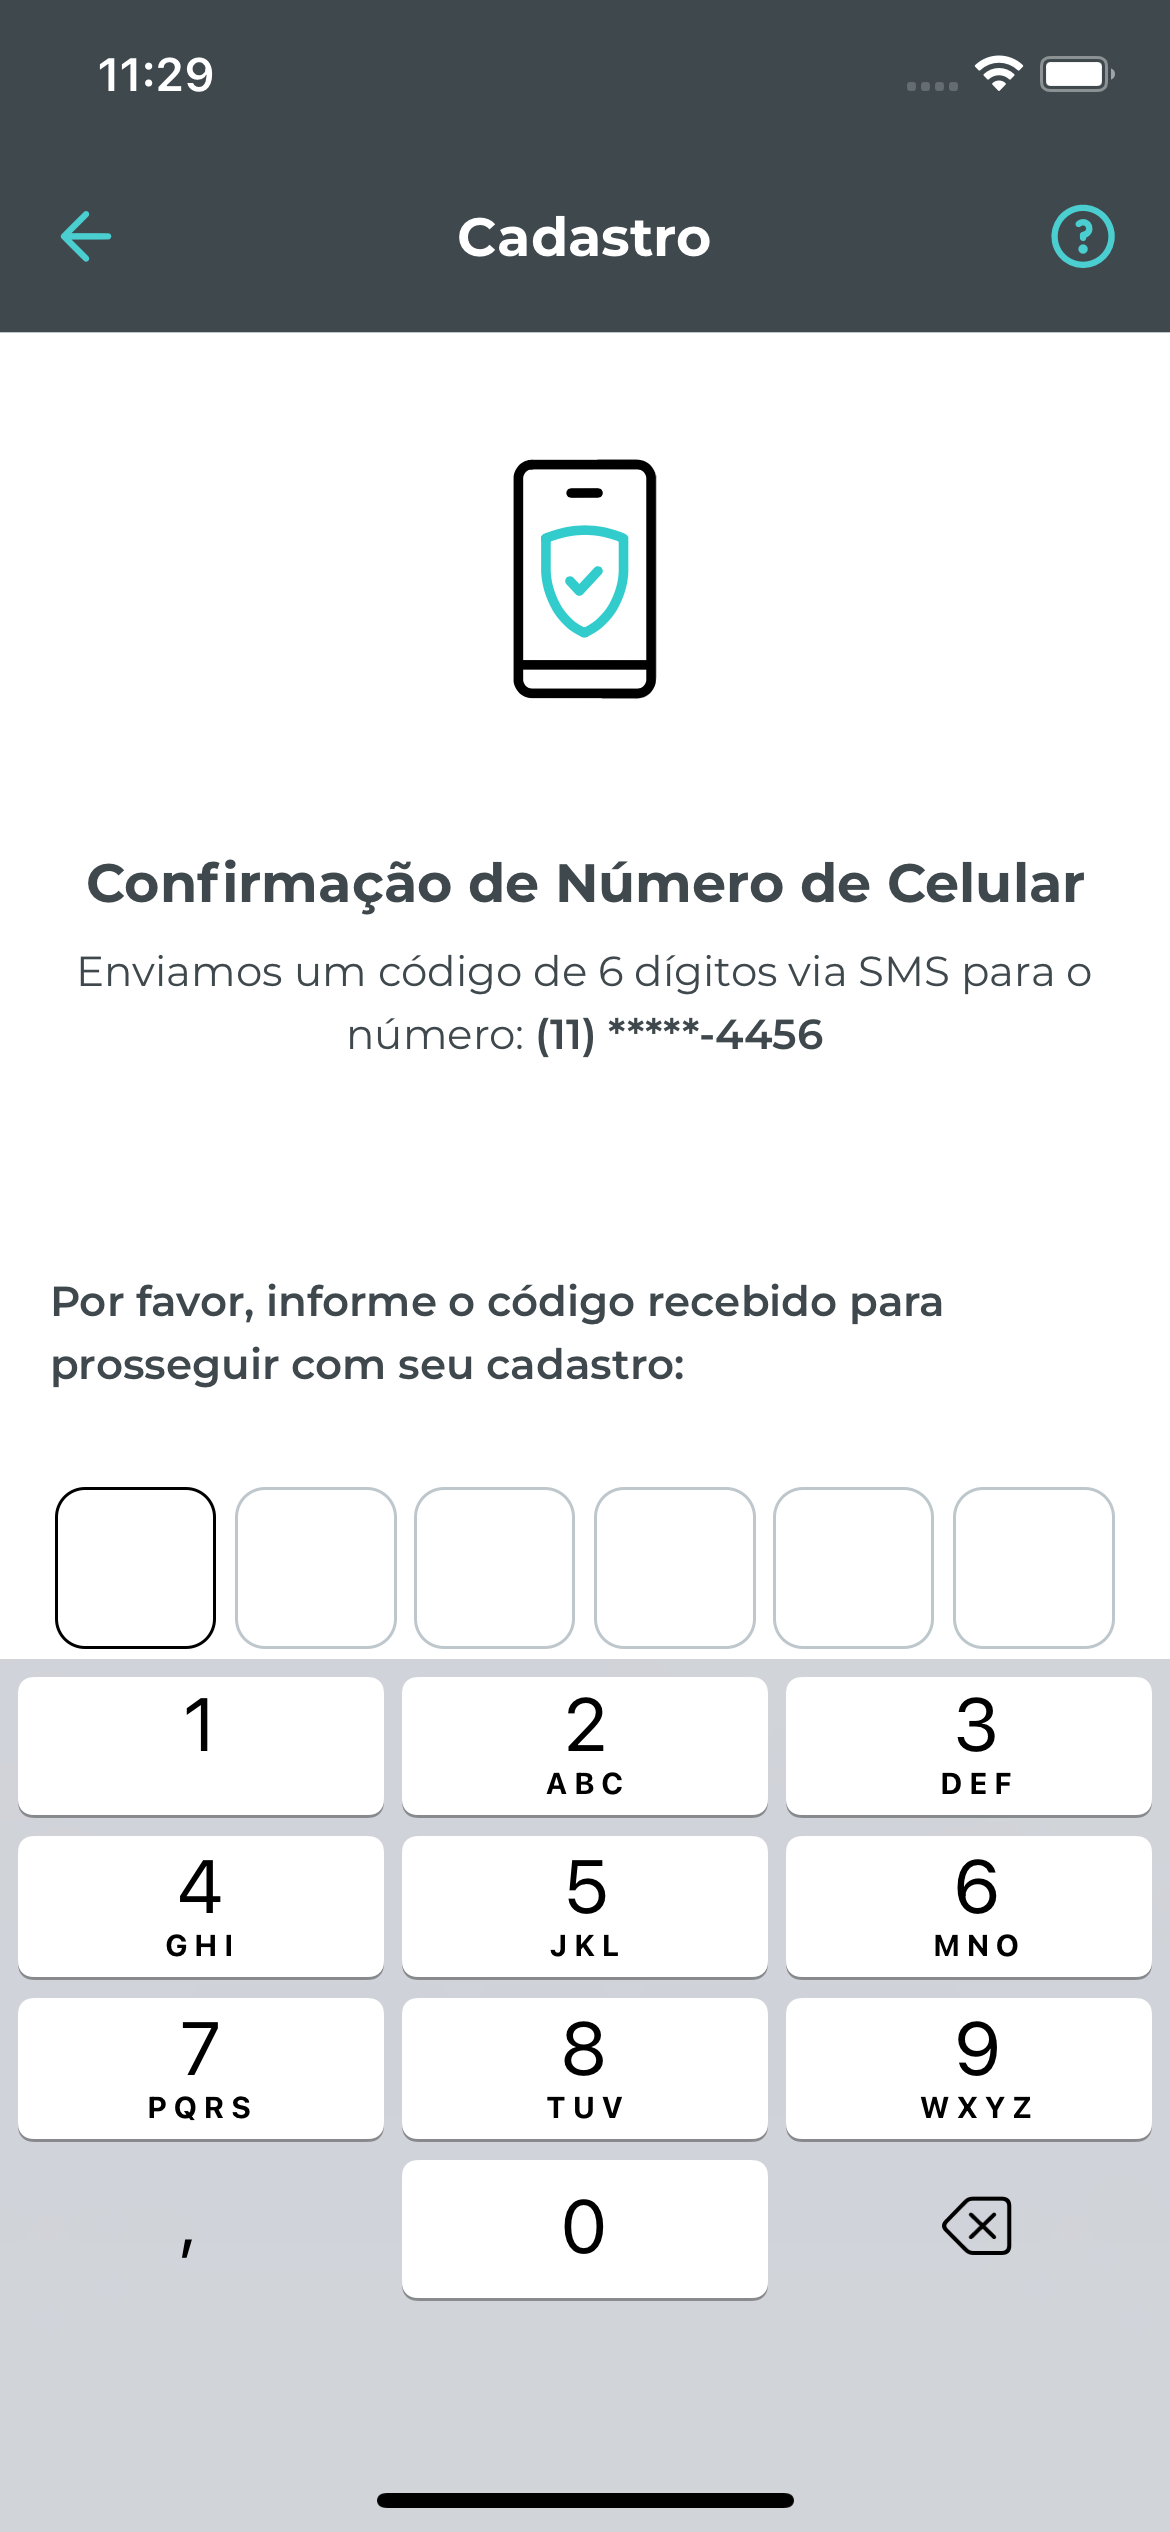 11:29
Cadastro
Confirmação de Número de Celular
Enviamos um código de 6 dígitos via SMS para o
número: (11) *****-4456
Por favor, informe o código recebido para
prosseguir com seu cadastro:
1
2
3
ABC
DEF
4
5
6
GHI
JKL
MNO
7
8
9
PQRS
TUV
WXYZ
,
0